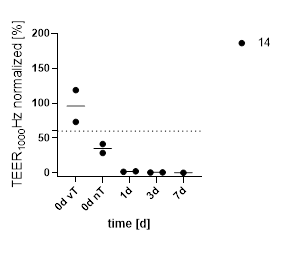 TEER1000Hz normalized [%]
200
150
100
50
0
0d vT
0d nT
1d
3d
7d
time [d]
14